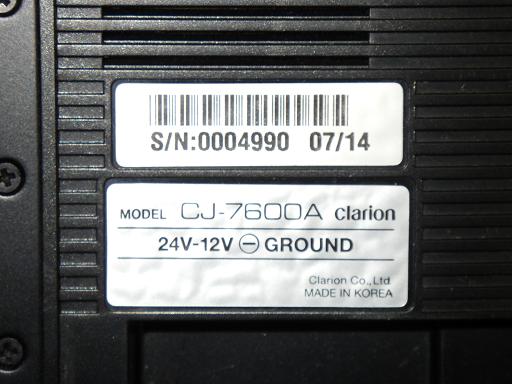 S/N:0004990 07/14
MODEL CJ-7600A clarion
24V-12V ⊖ GROUND
Clarion Co., Ltd.
MADE IN KOREA